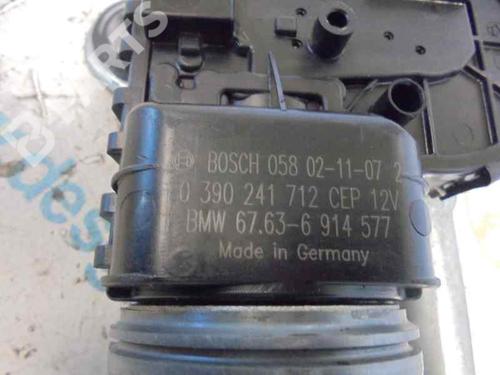 BOSCH 058 02-11-07 2
0 390 241 712 CEP 12V
BMW 67.63-6 914 577
Made in Germany
PARTS